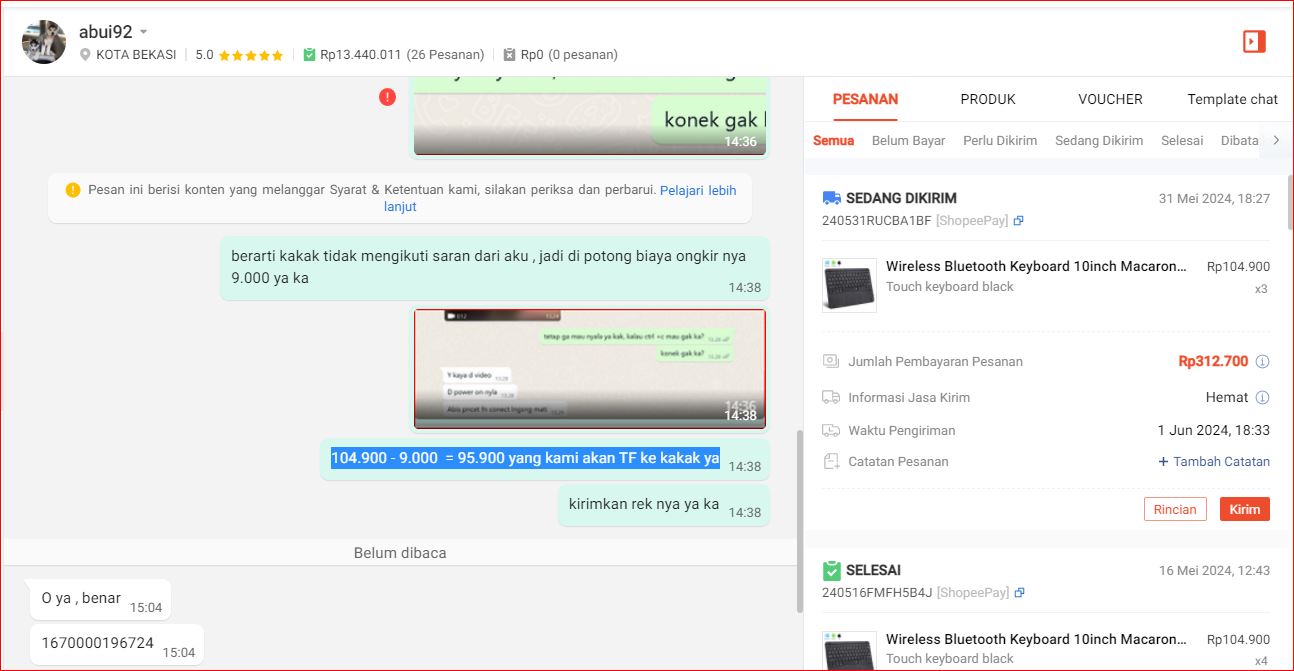 abui92
KOTA BEKASI
5.0
Rp13.440.011 (26 Pesanan)
Rp0 (0 pesanan)
konek gak
14:36
Pesan ini berisi konten yang melanggar Syarat & Ketentuan kami, silakan periksa dan perbarui. Pelajari lebih
lanjut
berarti kakak tidak mengikuti saran dari aku , jadi di potong biaya ongkir nya
9.000 ya ka
14:38
tetap ga mau nyala ya kak, kalau ctrl +c mau gak ka?
konek gak ka?
Y kaya d video
D power on nyla
14:36
14:38
104.900 - 9.000  = 95.900 yang kami akan TF ke kakak ya
14:38
kirimkan rek nya ya ka
14:38
Belum dibaca
O ya , benar
15:04
1670000196724
15:04
PESANAN
PRODUK
VOUCHER
Template chat
Semua
Belum Bayar
Perlu Dikirim
Sedang Dikirim
Selesai
Dibata
SEDANG DIKIRIM
31 Mei 2024, 18:27
240531RUCBA1BF [ShopeePay]
Wireless Bluetooth Keyboard 10inch Macaron...
Rp104.900
Touch keyboard black
x3
Jumlah Pembayaran Pesanan
Rp312.700
Informasi Jasa Kirim
Hemat
Waktu Pengiriman
1 Jun 2024, 18:33
Catatan Pesanan
+ Tambah Catatan
Rincian
Kirim
SELESAI
16 Mei 2024, 12:43
240516FMFH5B4J [ShopeePay]
Wireless Bluetooth Keyboard 10inch Macaron...
Rp104.900
Touch keyboard black
x4